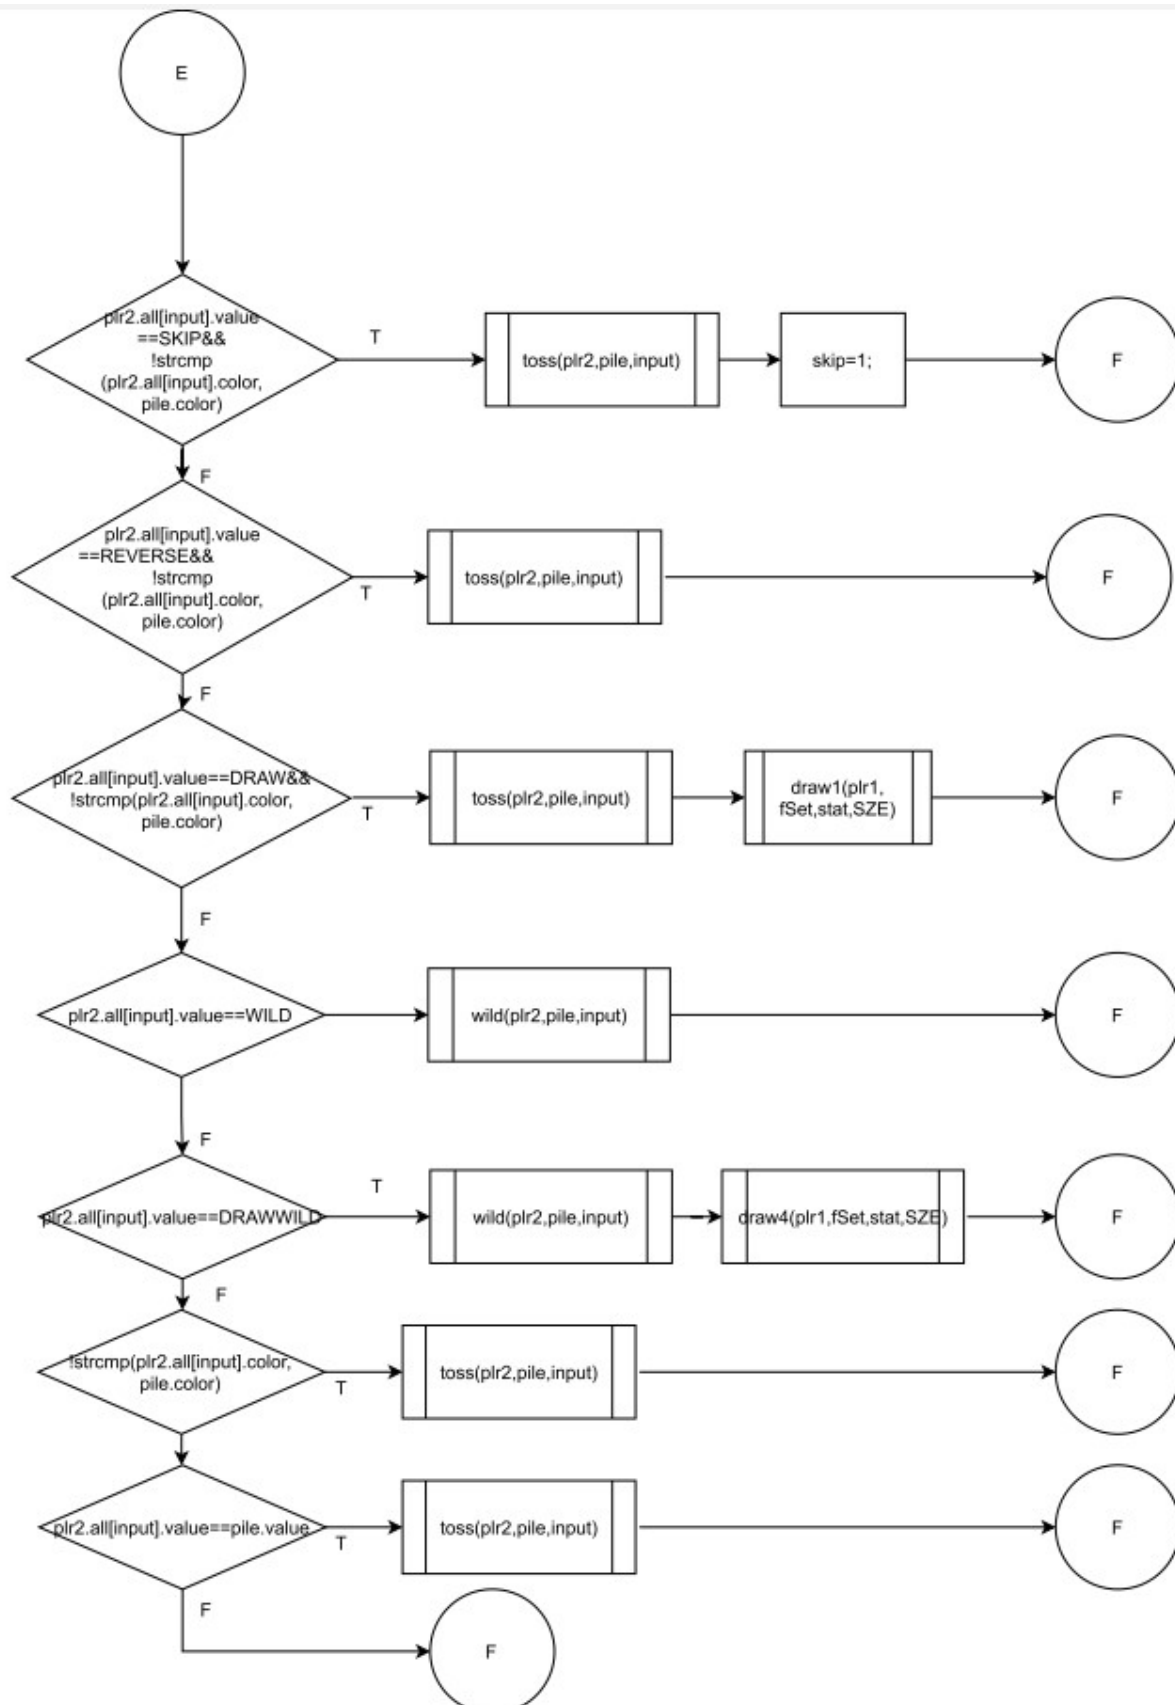 E
plr2.all[input].value
==SKIP&&
!strcmp
(plr2.all[input].color,
pile.color)
T
toss(plr2,pile,input)
skip=1;
F
F
plr2.all[input].value
==REVERSE&&
!strcmp
(plr2.all[input].color,
pile.color)
T
toss(plr2,pile,input)
F
F
plr2.all[input].value==DRAW&&
!strcmp(plr2.all[input].color,
pile.color)
T
toss(plr2,pile,input)
draw1(plr1,
fSet,stat,SZE)
F
F
plr2.all[input].value==WILD
wild(plr2,pile,input)
F
F
plr2.all[input].value==DRAWWILD
T
wild(plr2,pile,input)
draw4(plr1,fSet,stat,SZE)
F
F
!strcmp(plr2.all[input].color,
pile.color)
T
toss(plr2,pile,input)
F
plr2.all[input].value==pile.value
T
toss(plr2,pile,input)
F
F
F